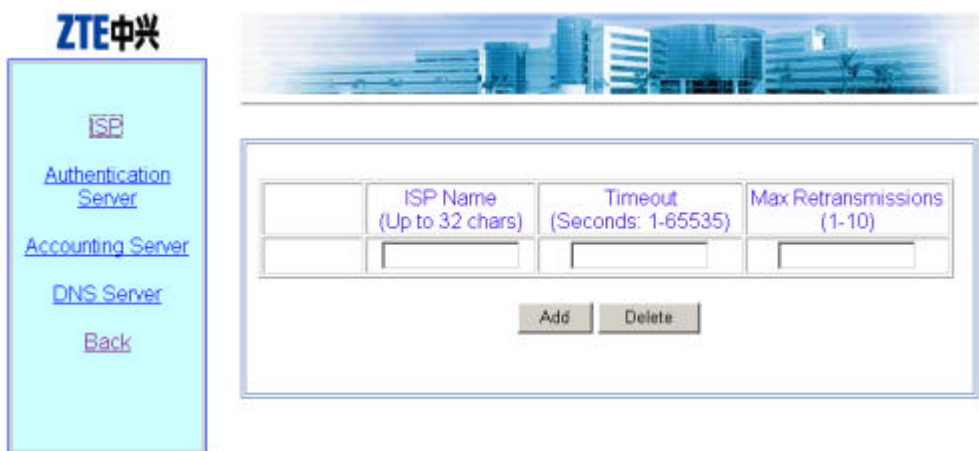 ZTE中兴
ISP
Authentication
Server
Accounting Server
DNS Server
Back
ISP Name
(Up to 32 chars)
Timeout
(Seconds: 1-65535)
Max Retransmissions
(1-10)
Add
Delete